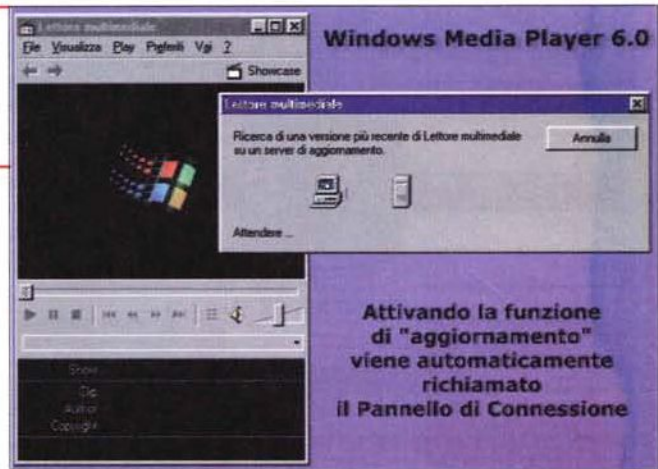 Lettore multimediale
File Visualizza Play Preferiti Vai ?
Showcase
Windows Media Player 6.0
Lettore multimediale
Ricerca di una versione più recente di Lettore multimediale
su un server di aggiornamento.
Annulla
Attendere ...
Show
Clip
Author
Copyright
Attivando la funzione
di "aggiornamento"
viene automaticamente
richiamato
il Pannello di Connessione